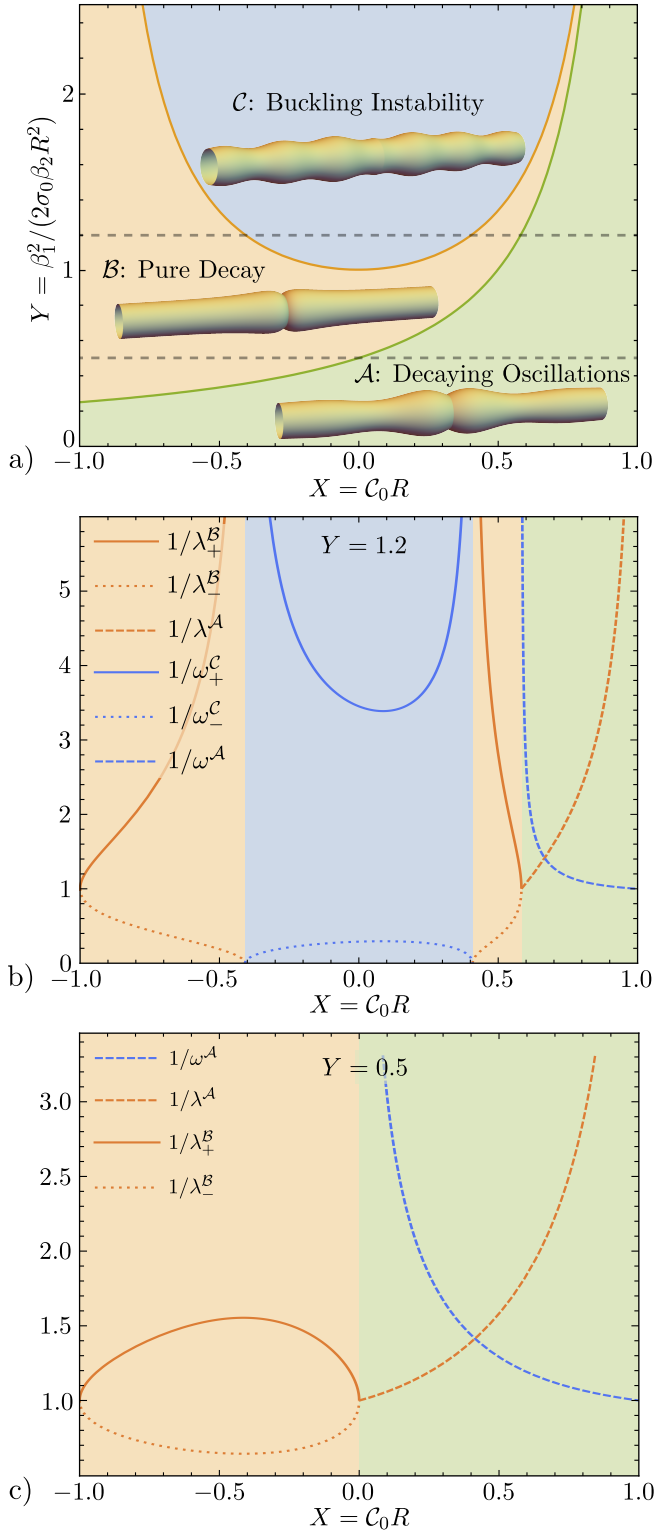 𝒞: Buckling Instability
ℬ: Pure Decay
𝒜: Decaying Oscillations
Y = β₁²/(2σ₀β₂R²)
2
1
0
a)
−1.0 −0.5 0.0 0.5 1.0
X = 𝒞₀R
Y = 1.2
1/λ₊^ℬ
1/λ₋^ℬ
1/λ^𝒜
1/ω₊^𝒞
1/ω₋^𝒞
1/ω^𝒜
5
4
3
2
1
0
b)
−1.0 −0.5 0.0 0.5 1.0
X = 𝒞₀R
Y = 0.5
1/ω^𝒜
1/λ^𝒜
1/λ₊^ℬ
1/λ₋^ℬ
3.0
2.5
2.0
1.5
1.0
c)
−1.0 −0.5 0.0 0.5 1.0
X = 𝒞₀R